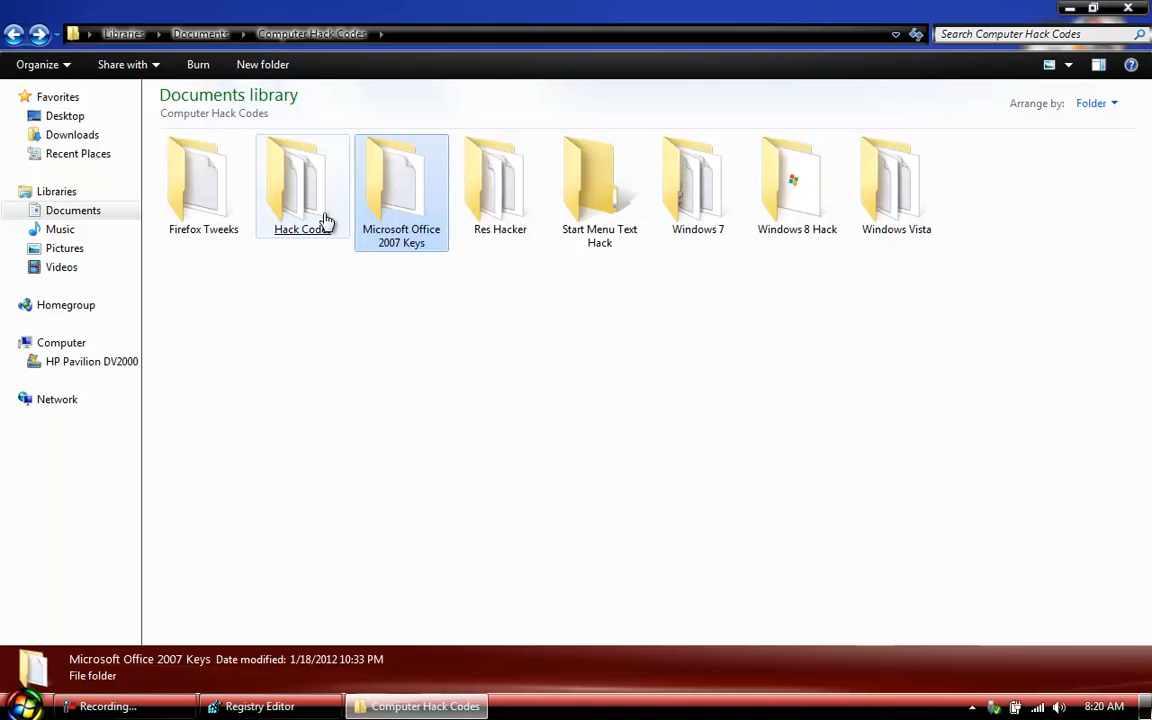 Libraries Documents Computer Hack Codes
Search Computer Hack Codes
Organize Share with Burn New folder
Favorites
Desktop
Downloads
Recent Places
Libraries
Documents
Music
Pictures
Videos
Homegroup
Computer
HP Pavilion DV2000
Network
Documents library
Computer Hack Codes
Arrange by: Folder
Firefox Tweeks
Hack Codes
Microsoft Office
2007 Keys
Res Hacker
Start Menu Text
Hack
Windows 7
Windows 8 Hack
Windows Vista
Microsoft Office 2007 Keys Date modified: 1/18/2012 10:33 PM
File folder
Recording... Registry Editor Computer Hack Codes 8:20 AM